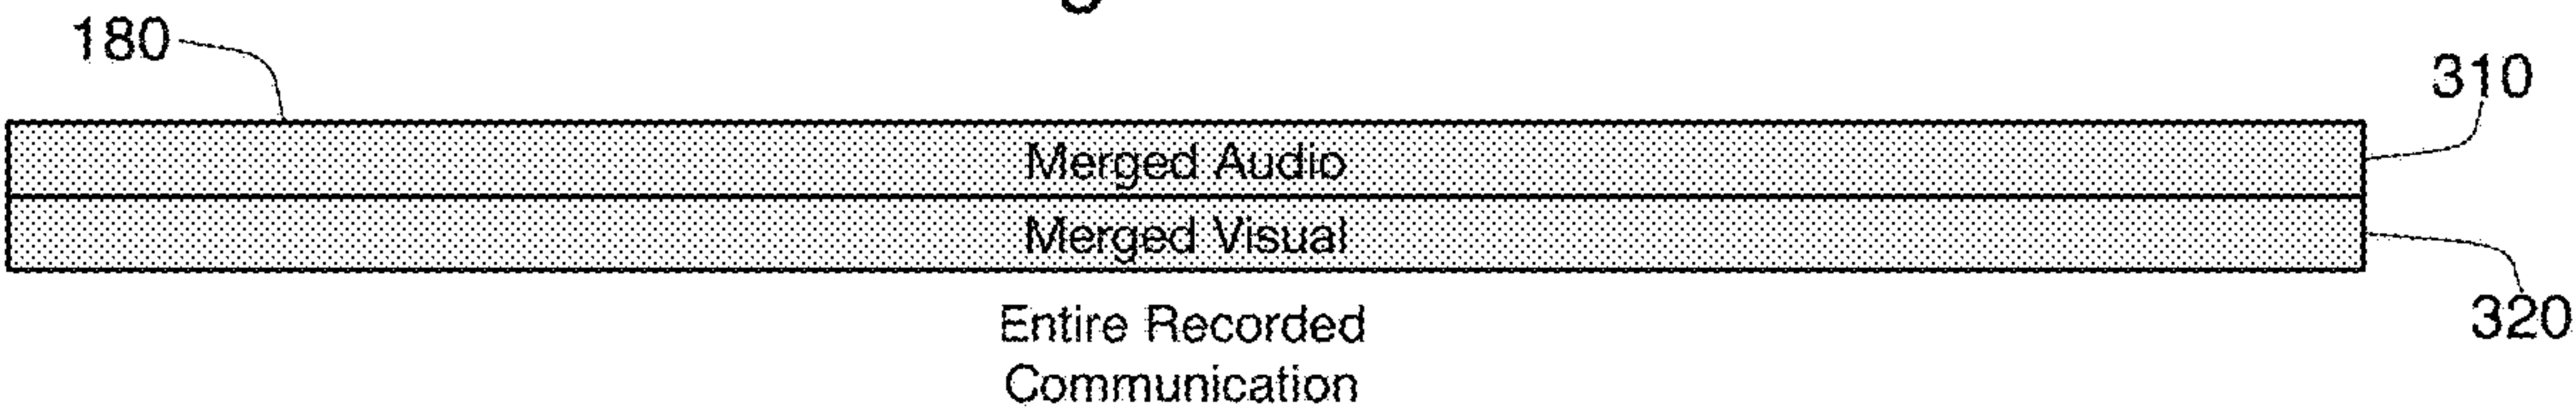 180
310
Merged Audio
Merged Visual
320
Entire Recorded
Communication